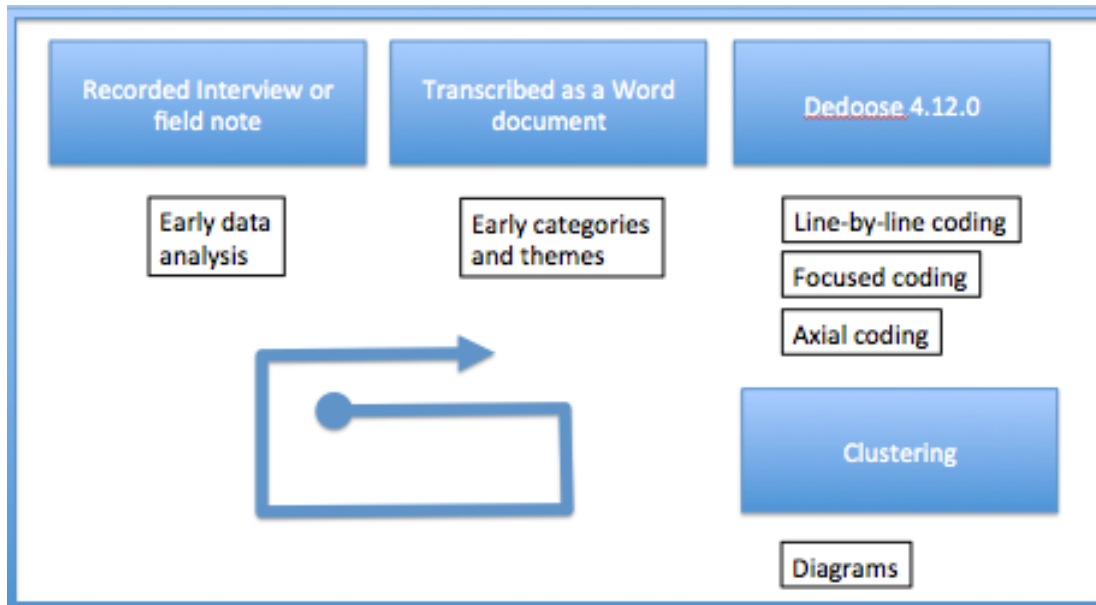 Recorded Interview or
field note
Transcribed as a Word
document
Dedoose 4.12.0
Early data
analysis
Early categories
and themes
Line-by-line coding
Focused coding
Axial coding
Clustering
Diagrams